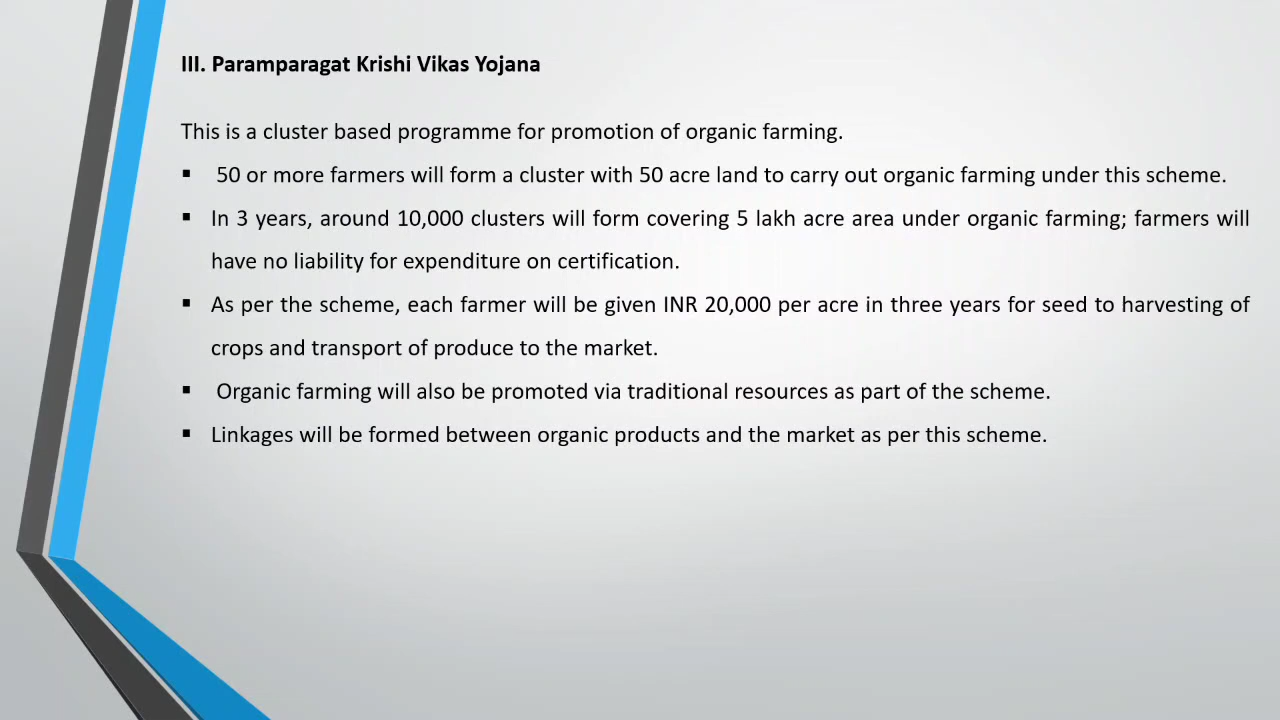 III. Paramparagat Krishi Vikas Yojana
This is a cluster based programme for promotion of organic farming.
▪ 50 or more farmers will form a cluster with 50 acre land to carry out organic farming under this scheme.
▪ In 3 years, around 10,000 clusters will form covering 5 lakh acre area under organic farming; farmers will
have no liability for expenditure on certification.
▪ As per the scheme, each farmer will be given INR 20,000 per acre in three years for seed to harvesting of
crops and transport of produce to the market.
▪ Organic farming will also be promoted via traditional resources as part of the scheme.
▪ Linkages will be formed between organic products and the market as per this scheme.